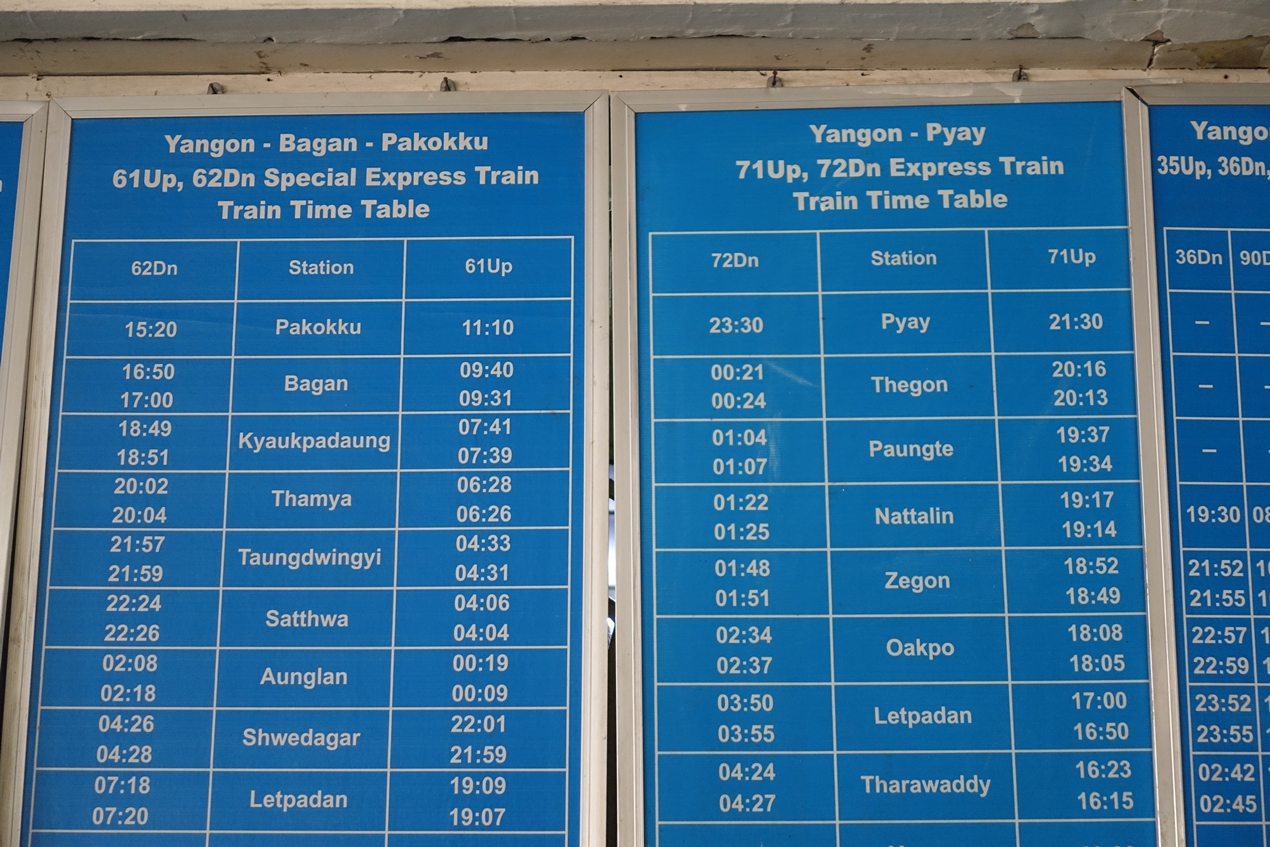 Yangon - Bagan - Pakokku
61Up, 62Dn Special Express Train
Train Time Table
62Dn Station 61Up
15:20 Pakokku 11:10
16:50 09:40
Bagan
17:00 09:31
18:49 07:41
Kyaukpadaung
18:51 07:39
20:02 06:28
Thamya
20:04 06:26
21:57 04:33
Taungdwingyi
21:59 04:31
22:24 04:06
Satthwa
22:26 04:04
02:08 00:19
Aunglan
02:18 00:09
04:26 22:01
Shwedagar
04:28 21:59
07:18 19:09
Letpadan
07:20 19:07
Yangon - Pyay
71Up, 72Dn Express Train
Train Time Table
72Dn Station 71Up
23:30 Pyay 21:30
00:21 20:16
Thegon
00:24 20:13
01:04 19:37
Paungte
01:07 19:34
01:22 19:17
Nattalin
01:25 19:14
01:48 18:52
Zegon
01:51 18:49
02:34 18:08
Oakpo
02:37 18:05
03:50 17:00
Letpadan
03:55 16:50
04:24 16:23
Tharawaddy
04:27 16:15
35Up, 36Dn,
36Dn
–
–
–
19:30
21:52
21:55
22:57
22:59
23:52
23:55
02:42
02:45